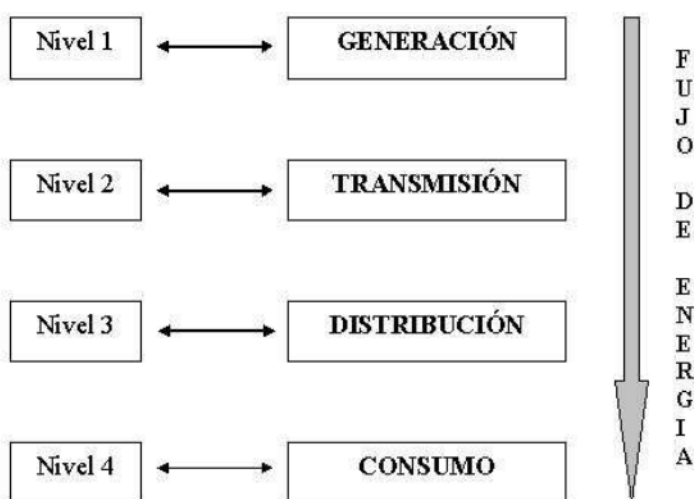 Nivel 1
GENERACIÓN
Nivel 2
TRANSMISIÓN
Nivel 3
DISTRIBUCIÓN
Nivel 4
CONSUMO
FUJO DE ENERGIA